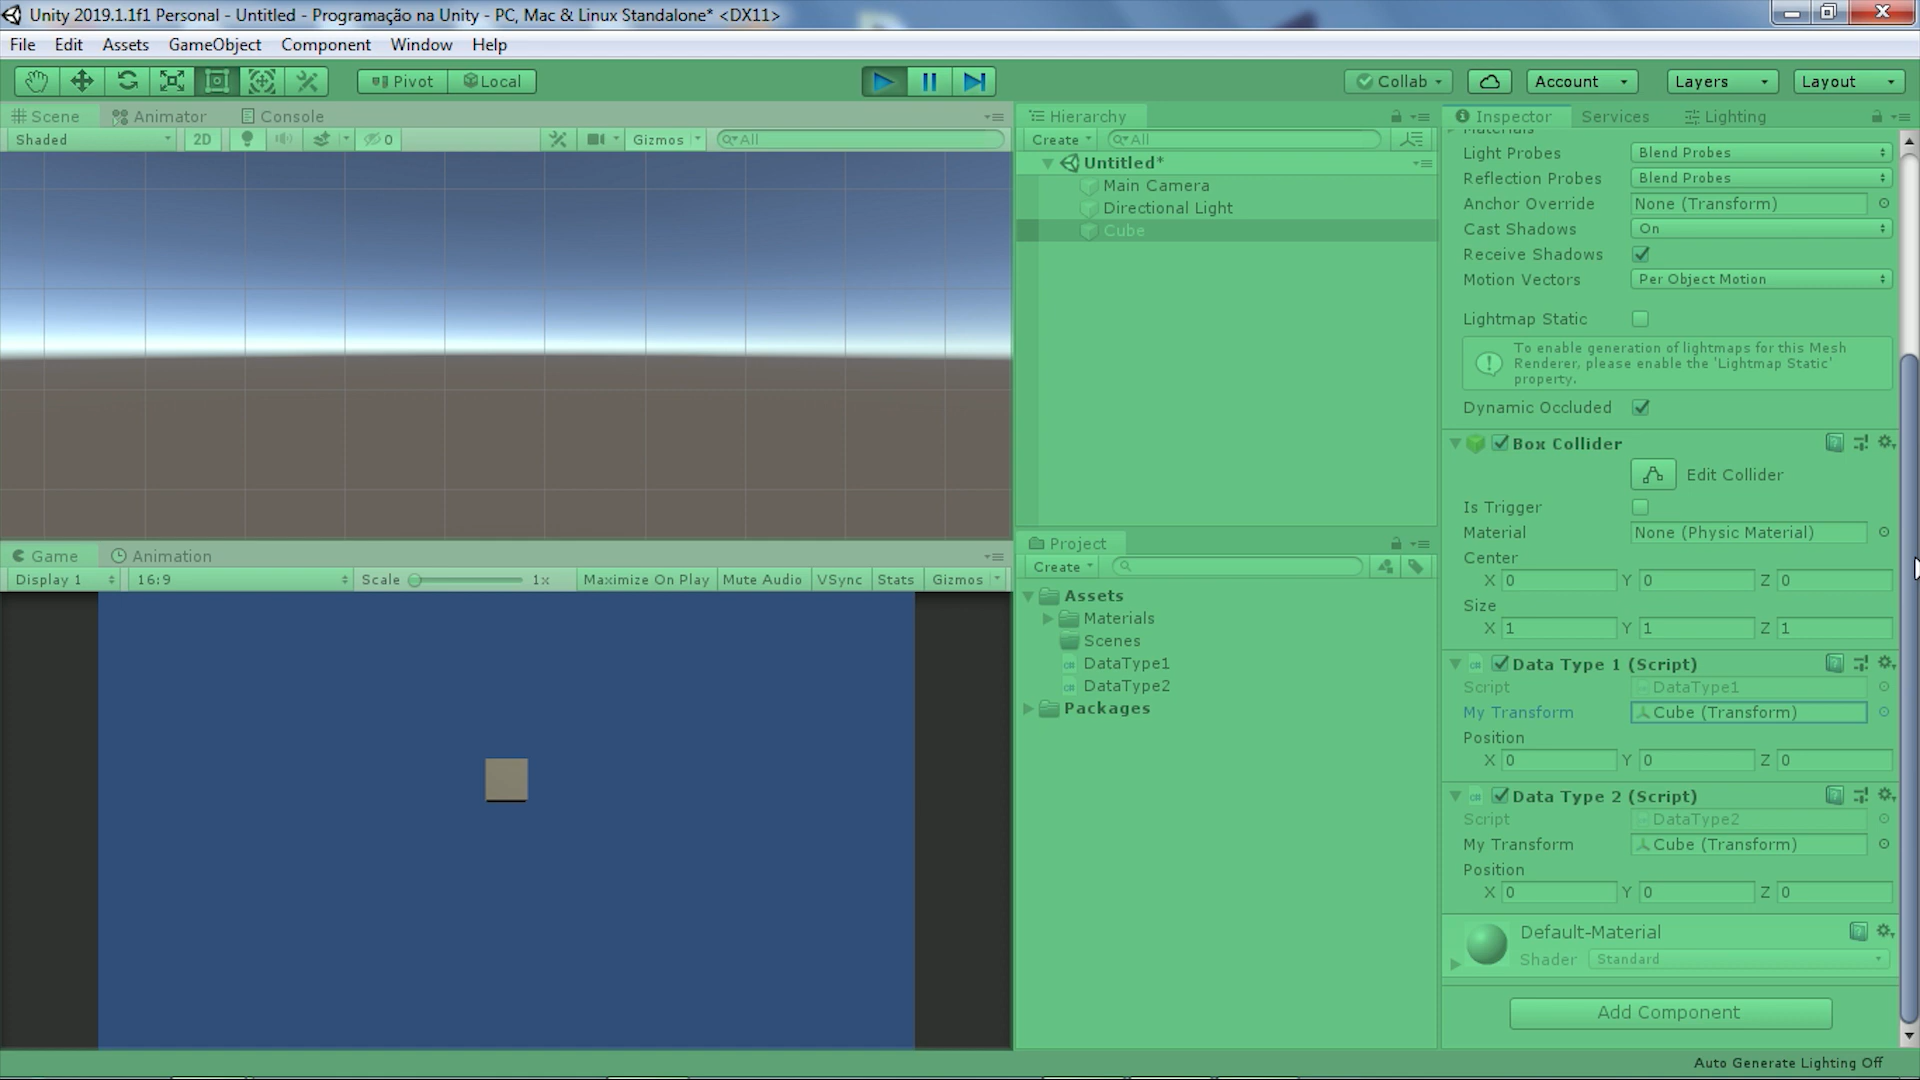 Unity 2019.1.1f1 Personal - Untitled - Programação na Unity - PC, Mac & Linux Standalone* <DX11>
File Edit Assets GameObject Component Window Help
Pivot Local Collab Account Layers Layout
Scene Animator Console
Shaded 2D 0 Gizmos All
Game Animation
Display 1 16:9 Scale 1x Maximize On Play Mute Audio VSync Stats Gizmos
Hierarchy
Create All
Untitled*
Main Camera
Directional Light
Cube
Project
Create
Assets
Materials
Scenes
DataType1
DataType2
Packages
Inspector Services Lighting
Materials
Light Probes Blend Probes
Reflection Probes Blend Probes
Anchor Override None (Transform)
Cast Shadows On
Receive Shadows
Motion Vectors Per Object Motion
Lightmap Static
To enable generation of lightmaps for this Mesh
Renderer, please enable the 'Lightmap Static'
property.
Dynamic Occluded
Box Collider
Edit Collider
Is Trigger
Material None (Physic Material)
Center
X 0 Y 0 Z 0
Size
X 1 Y 1 Z 1
Data Type 1 (Script)
Script DataType1
My Transform Cube (Transform)
Position
X 0 Y 0 Z 0
Data Type 2 (Script)
Script DataType2
My Transform Cube (Transform)
Position
X 0 Y 0 Z 0
Default-Material
Shader Standard
Add Component
Auto Generate Lighting Off